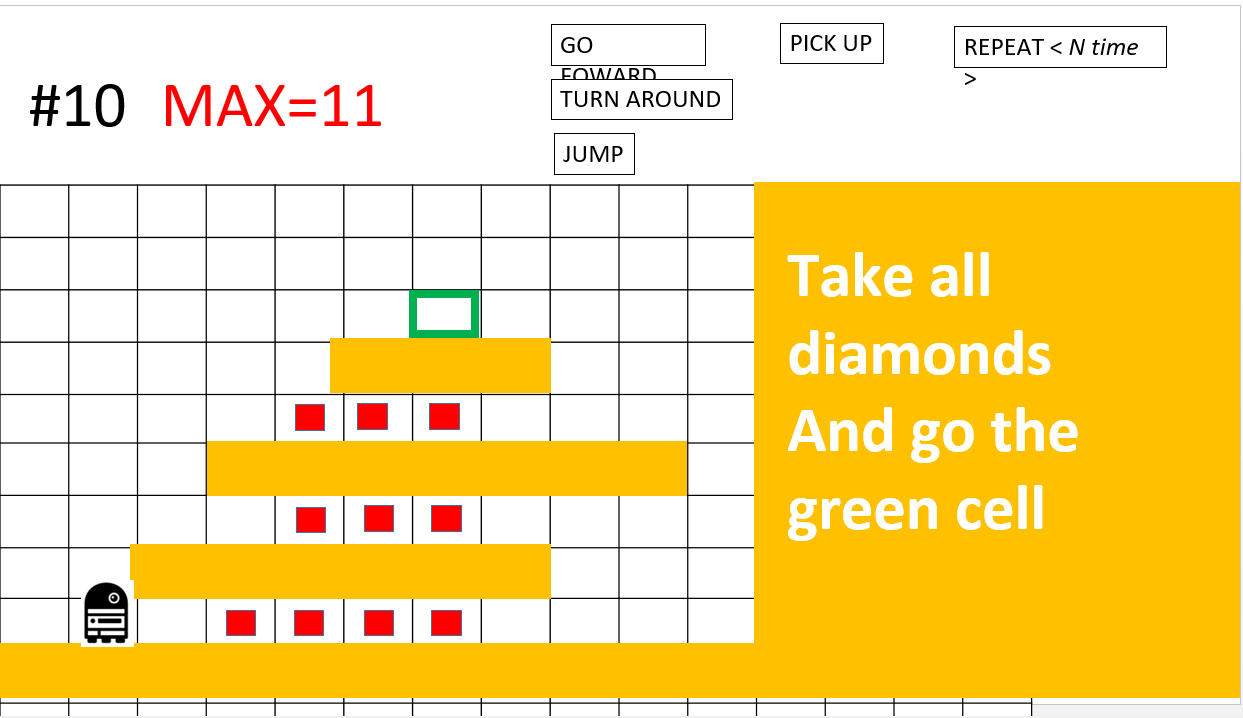 GO
FOWARD
PICK UP
REPEAT < N time
>
#10 MAX=11
TURN AROUND
JUMP
Take all
diamonds
And go the
green cell